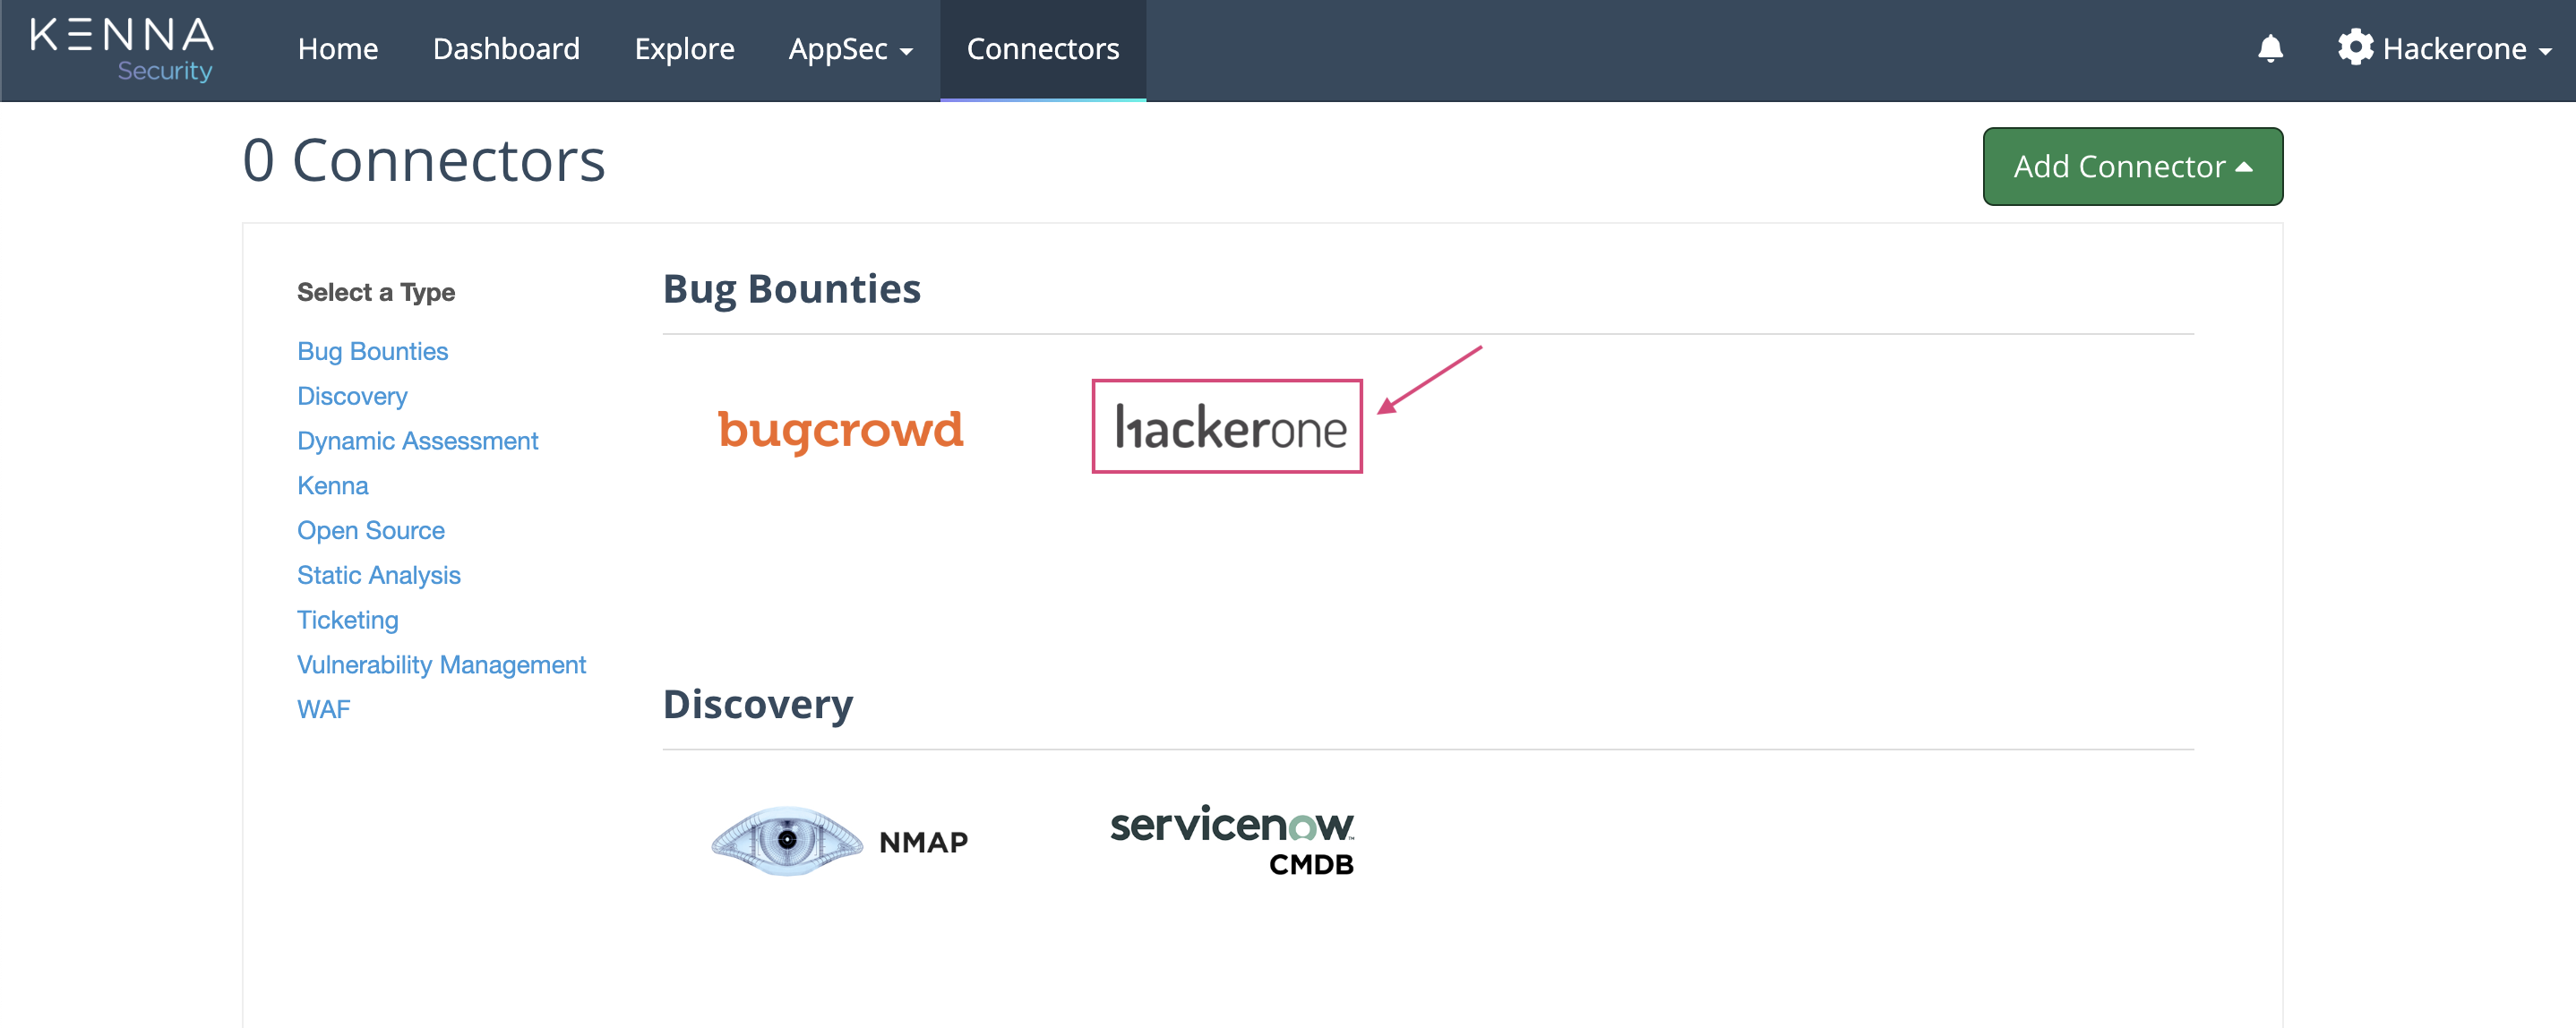 KENNA
Security
Home
Dashboard
Explore
AppSec
Connectors
Hackerone
0 Connectors
Add Connector
Select a Type
Bug Bounties
Discovery
Dynamic Assessment
Kenna
Open Source
Static Analysis
Ticketing
Vulnerability Management
WAF
Bug Bounties
bugcrowd
hackerone
Discovery
NMAP
servicenow™
CMDB